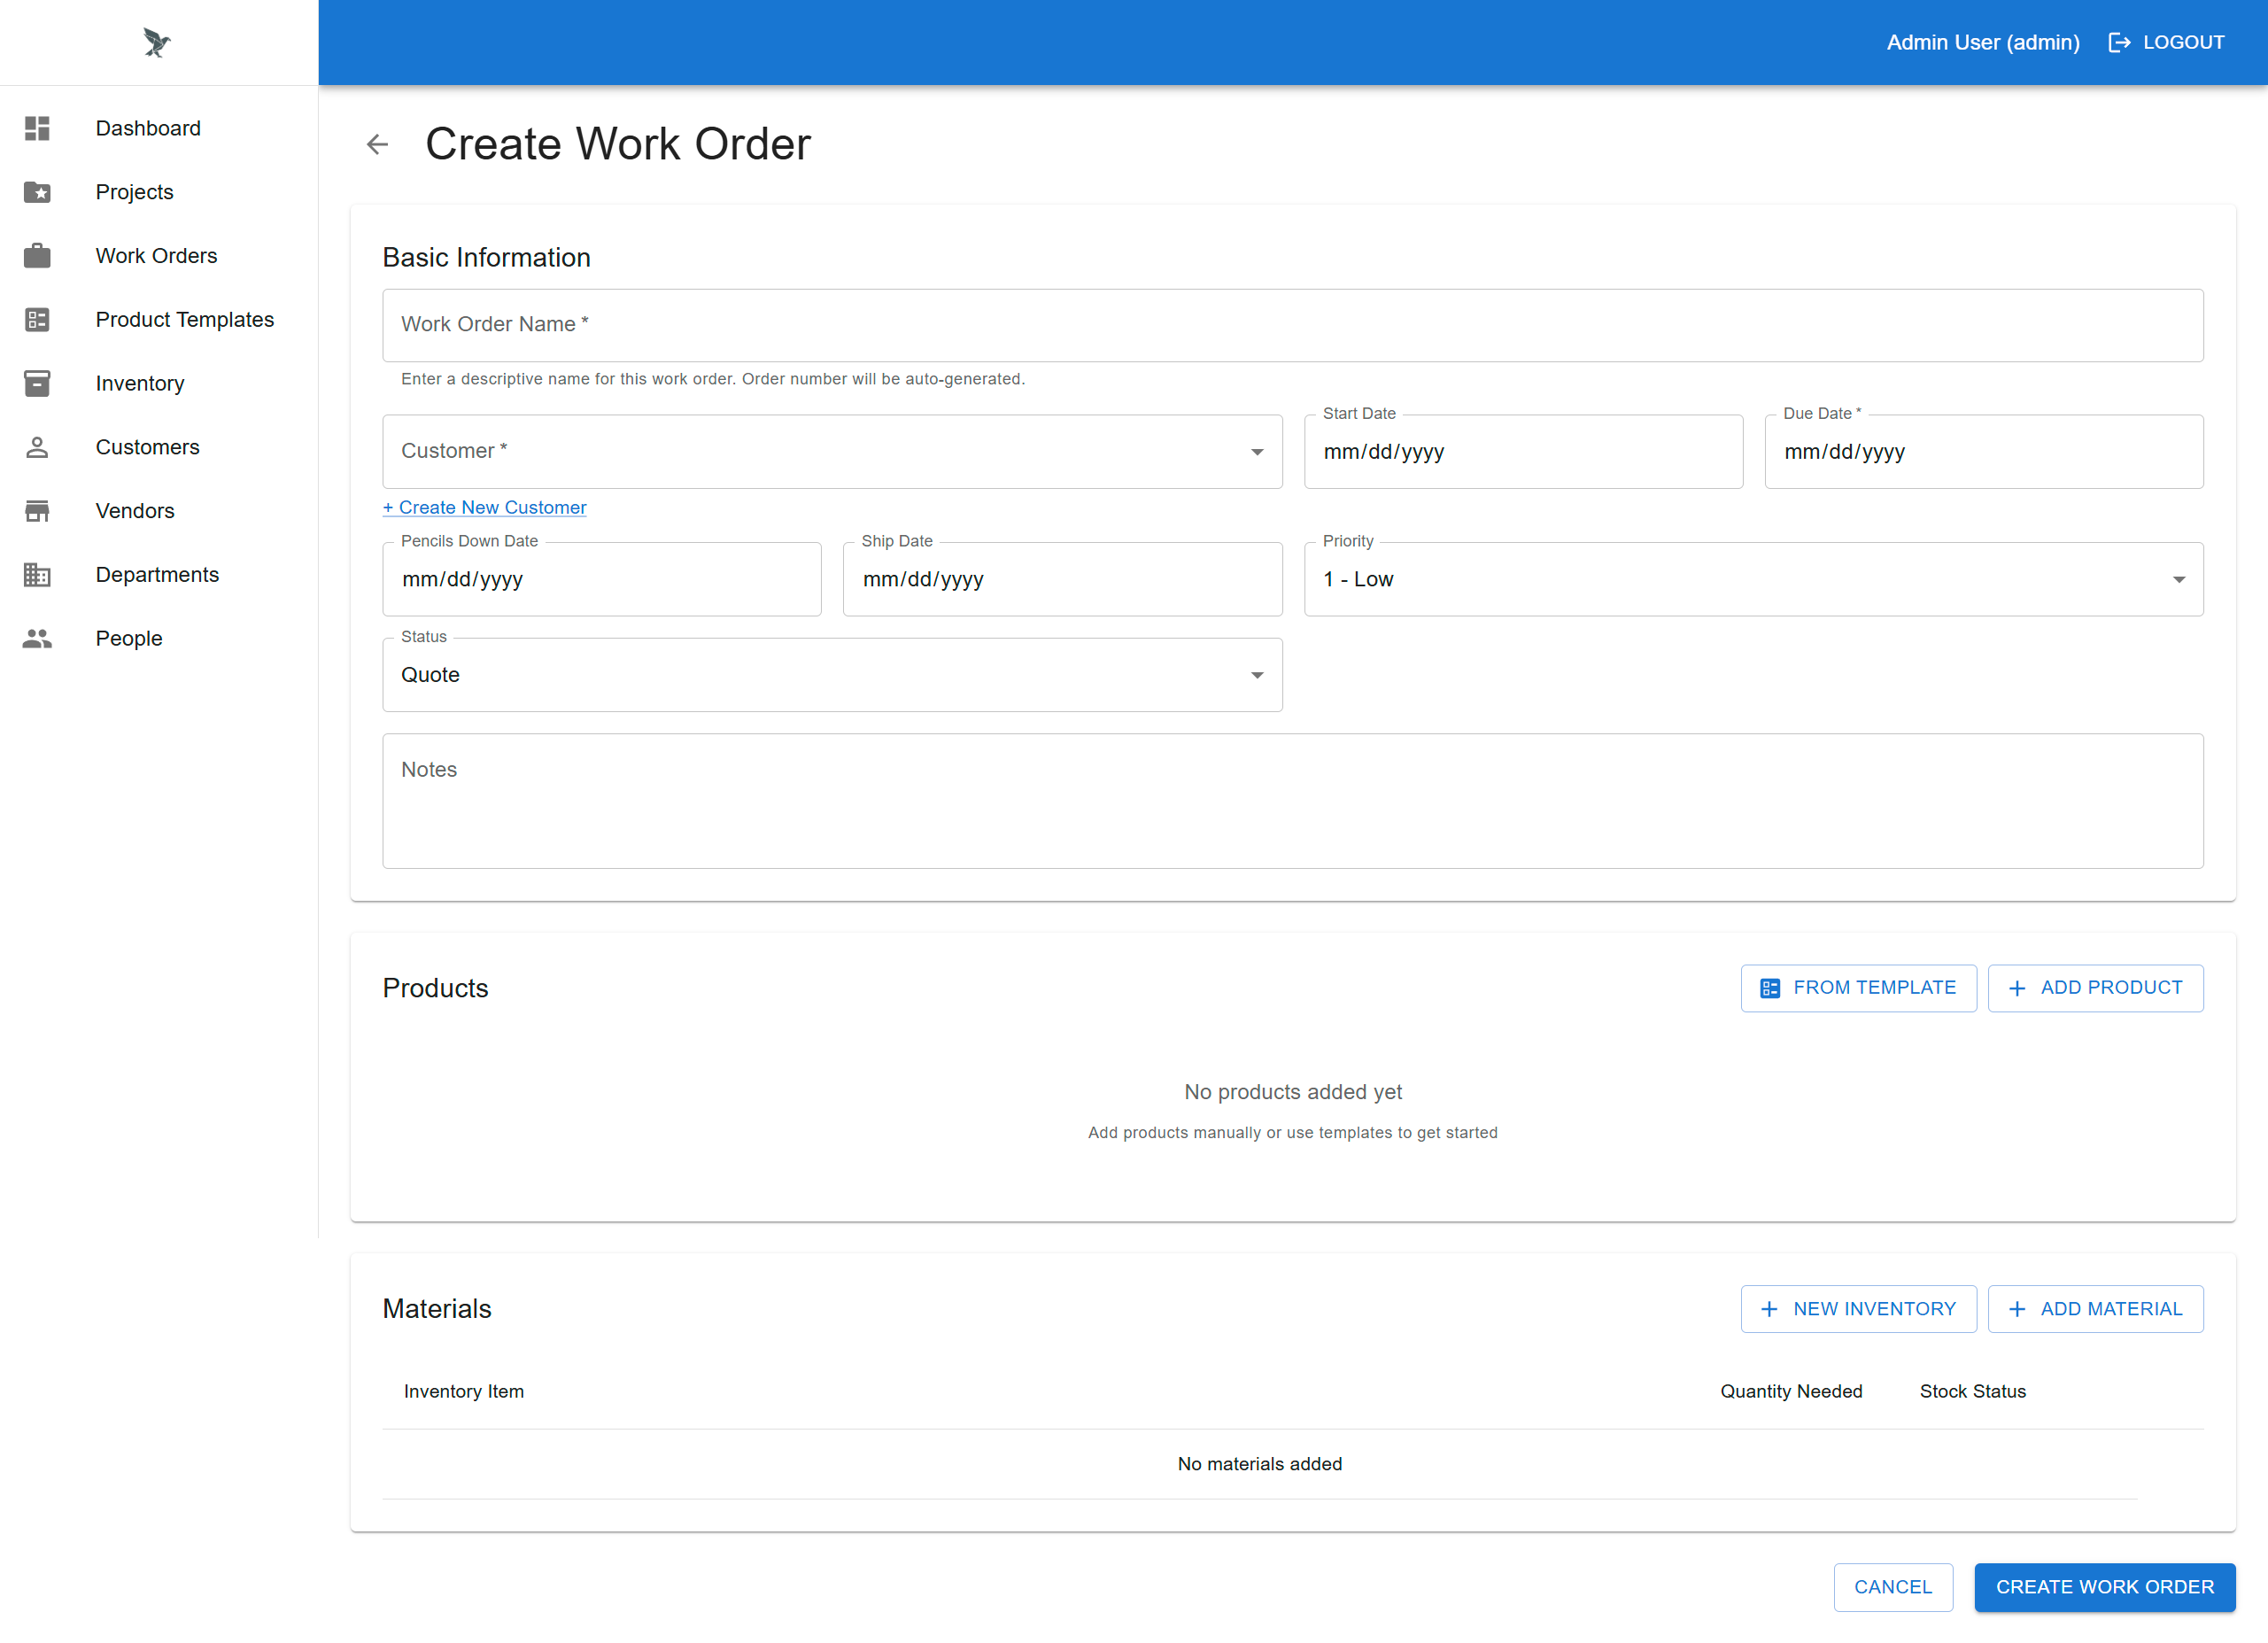 Admin User (admin) LOGOUT
Dashboard
Projects
Work Orders
Product Templates
Inventory
Customers
Vendors
Departments
People
Create Work Order
Basic Information
Work Order Name *
Enter a descriptive name for this work order. Order number will be auto-generated.
Customer *
Start Date
mm/dd/yyyy
Due Date *
mm/dd/yyyy
+ Create New Customer
Pencils Down Date
mm/dd/yyyy
Ship Date
mm/dd/yyyy
Priority
1 - Low
Status
Quote
Notes
Products
FROM TEMPLATE
+ ADD PRODUCT
No products added yet
Add products manually or use templates to get started
Materials
+ NEW INVENTORY
+ ADD MATERIAL
Inventory Item Quantity Needed Stock Status
No materials added
CANCEL
CREATE WORK ORDER